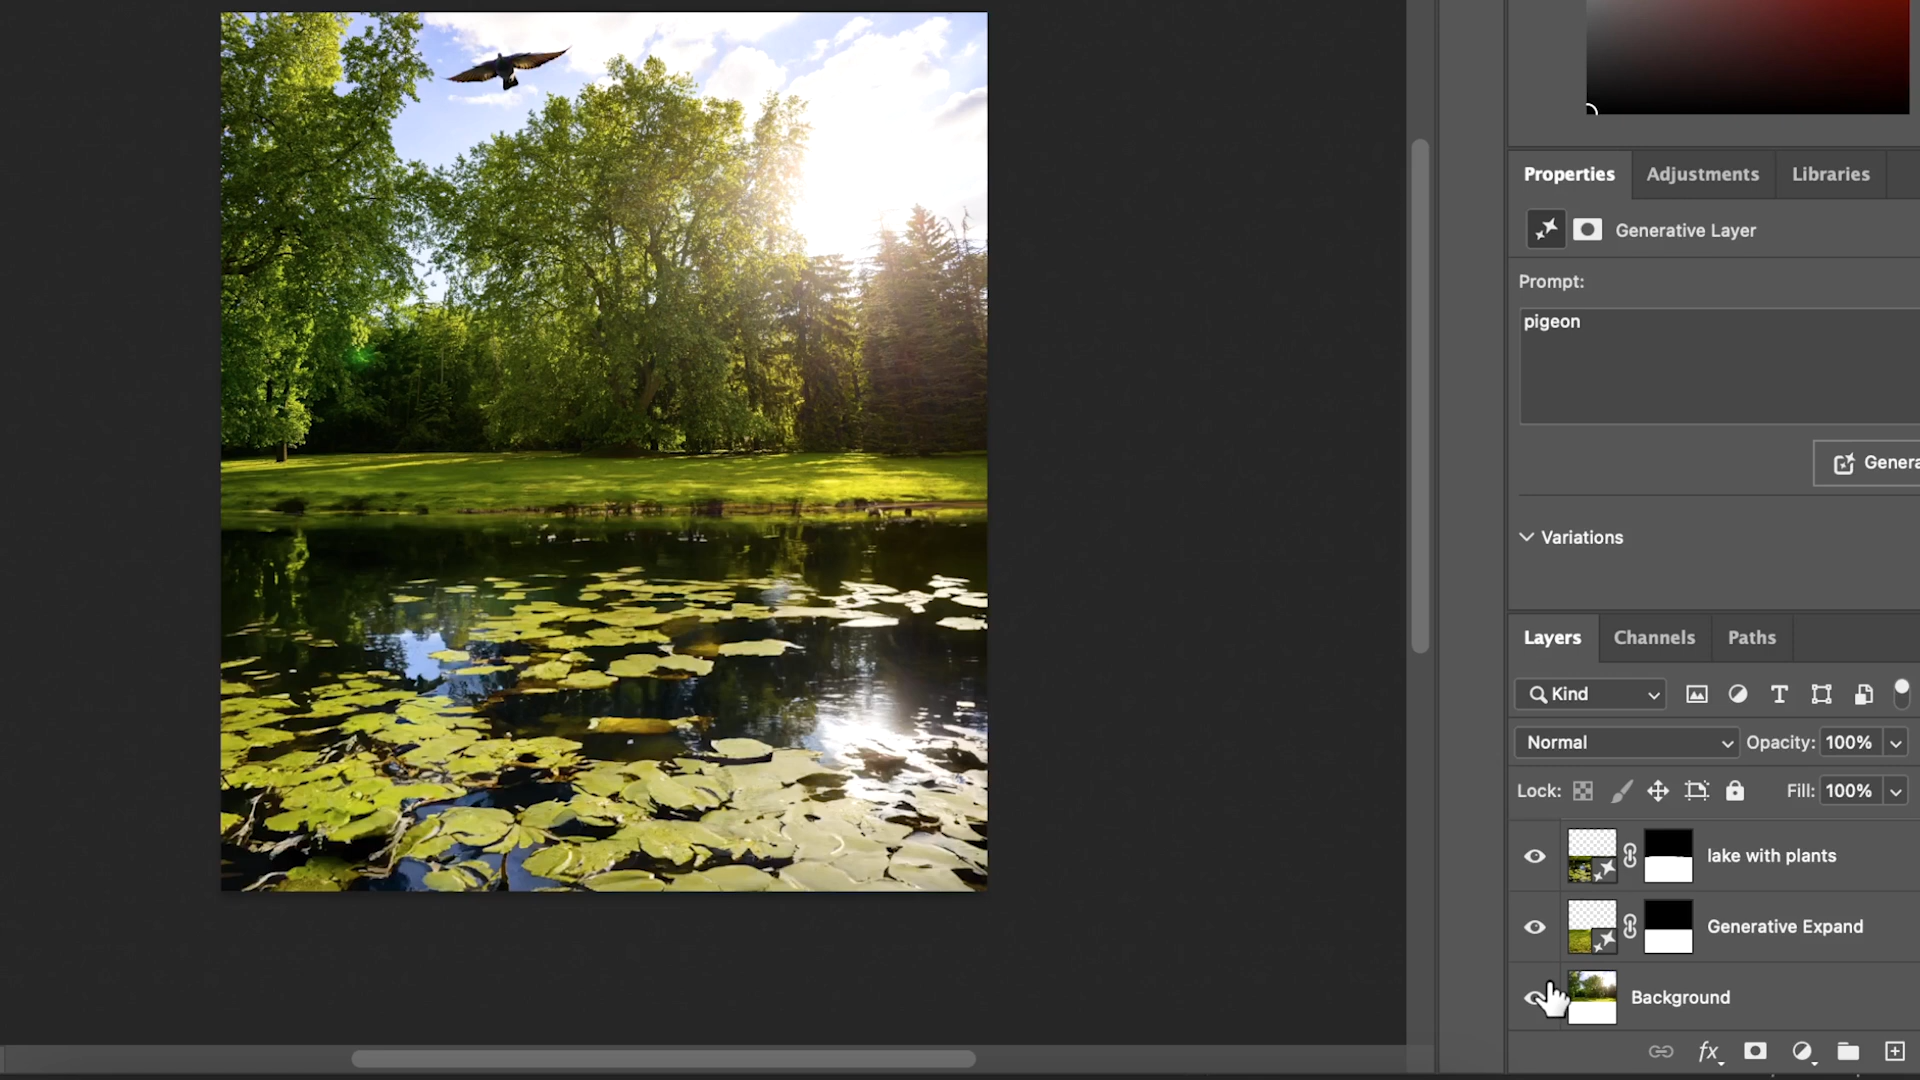 Properties Adjustments Libraries
Generative Layer
Prompt:
pigeon
Genera
Variations
Layers Channels Paths
Kind
Normal Opacity: 100%
Lock: Fill: 100%
lake with plants
Generative Expand
Background
fx